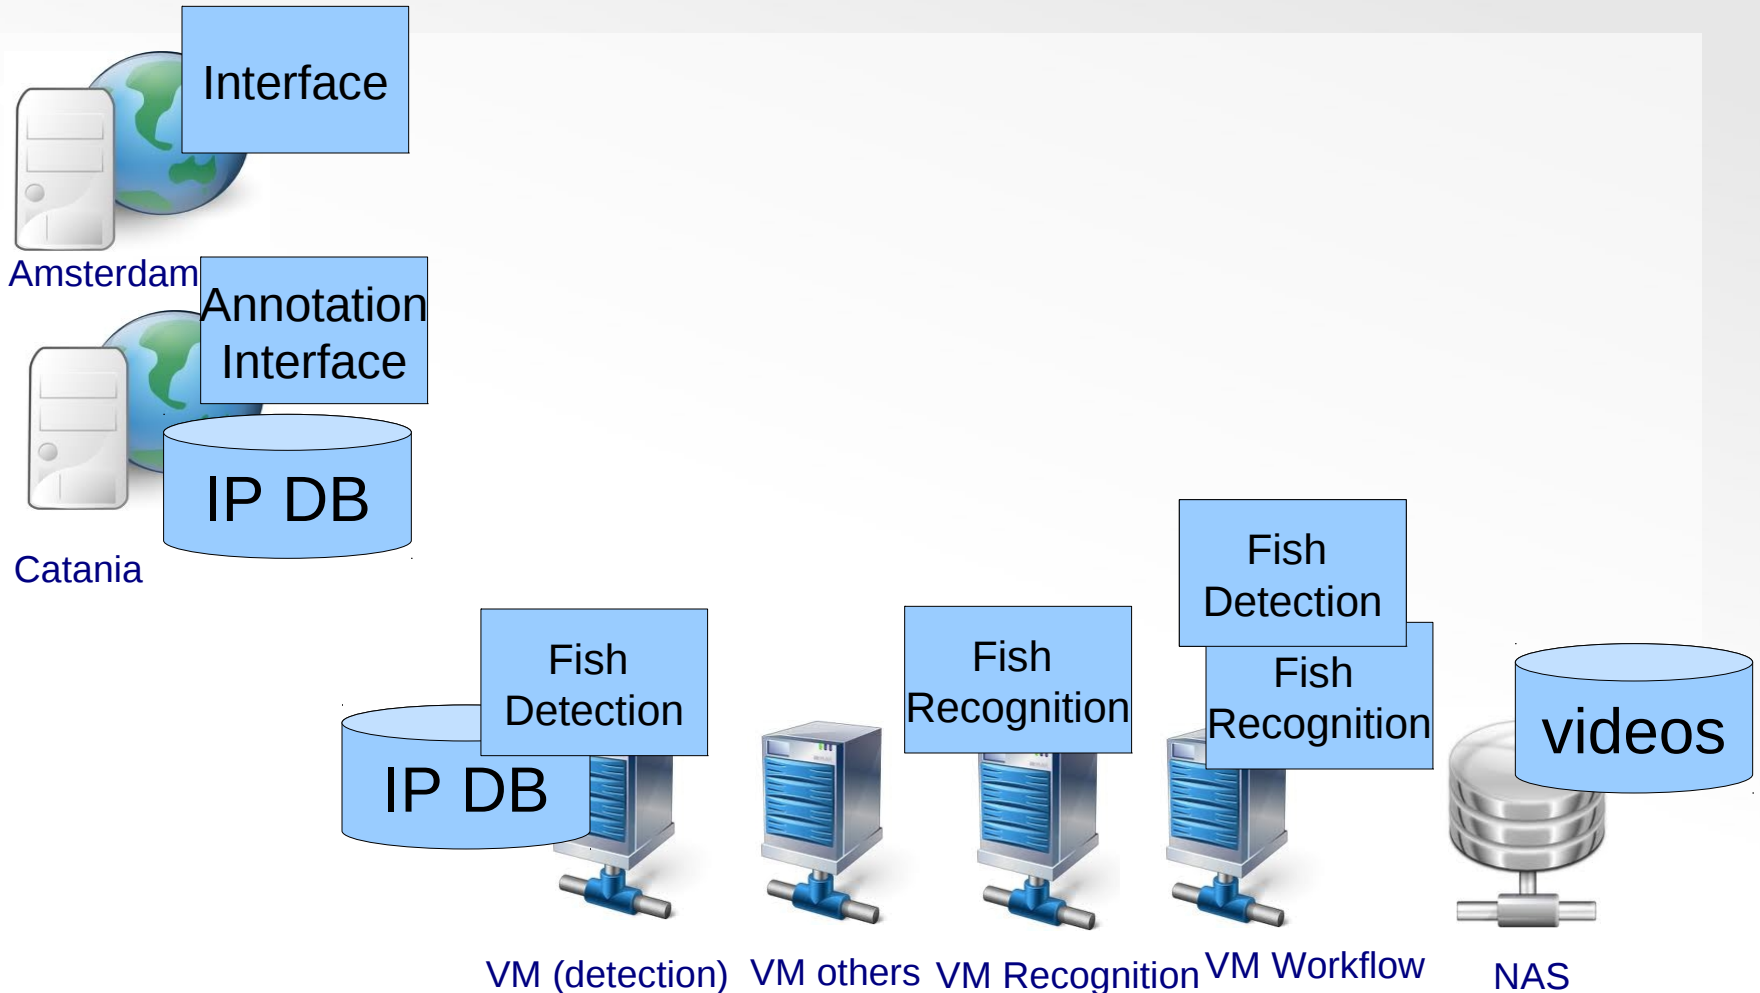 Interface
Amsterdam
Annotation
Interface
IP DB
Catania
Fish
Detection
IP DB
Fish
Recognition
Fish
Detection
Fish
Recognition
videos
VM (detection)
VM others
VM Recognition
VM Workflow
NAS